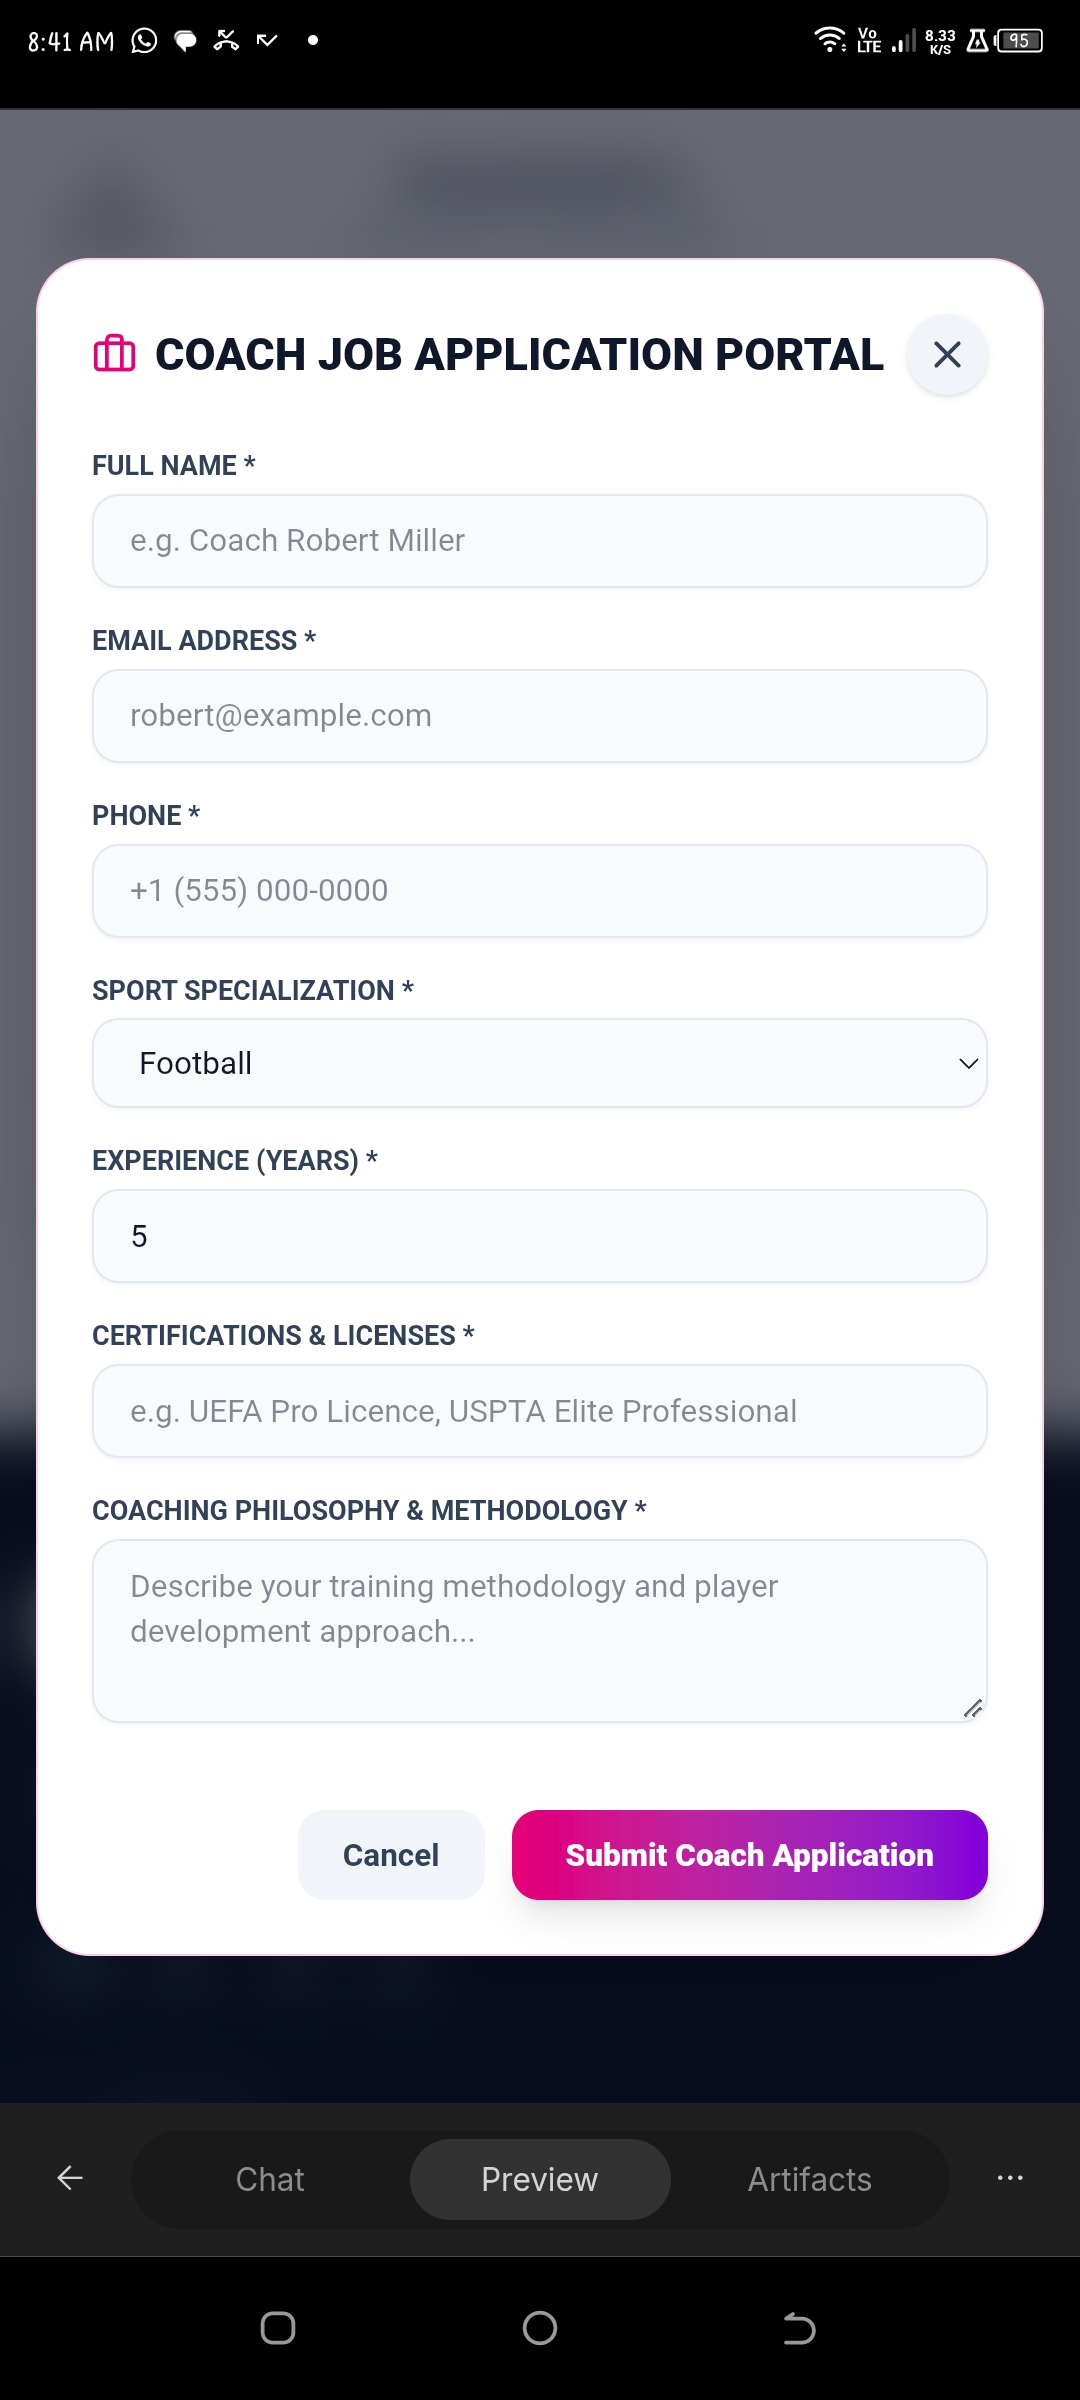 8:41 AM
Vo LTE
8.33 K/S
95
COACH JOB APPLICATION PORTAL
FULL NAME *
e.g. Coach Robert Miller
EMAIL ADDRESS *
robert@example.com
PHONE *
+1 (555) 000-0000
SPORT SPECIALIZATION *
Football
EXPERIENCE (YEARS) *
5
CERTIFICATIONS & LICENSES *
e.g. UEFA Pro Licence, USPTA Elite Professional
COACHING PHILOSOPHY & METHODOLOGY *
Describe your training methodology and player
development approach...
Cancel
Submit Coach Application
Chat
Preview
Artifacts